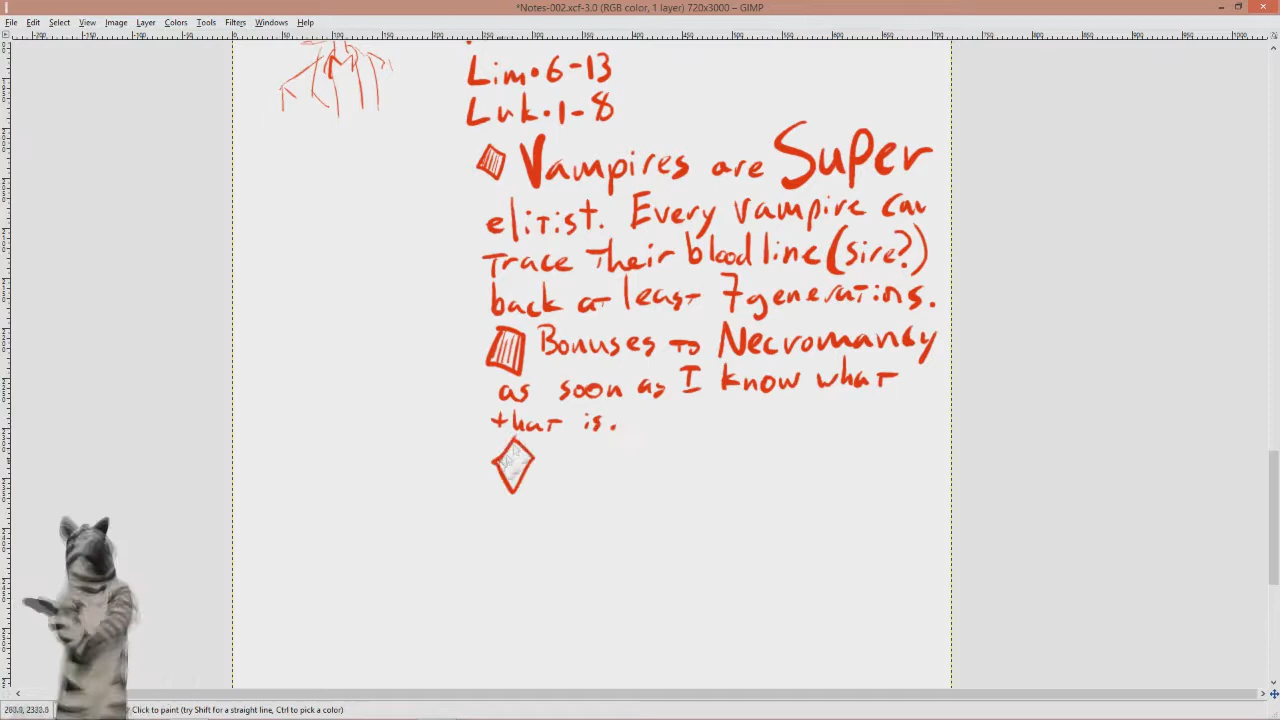 *Notes-002.xcf-3.0 (RGB color, 1 layer) 720x3000 – GIMP
File Edit Select View Image Layer Colors Tools Filters Windows Help
Lim•6-13
Luk•1-8
Vampires are Super
elitist. Every vampire can
Trace Their bloodline (sire?)
back at least 7 generations.
Bonuses to Necromancy
as soon as I know what
that is.
Click to paint (try Shift for a straight line, Ctrl to pick a color)